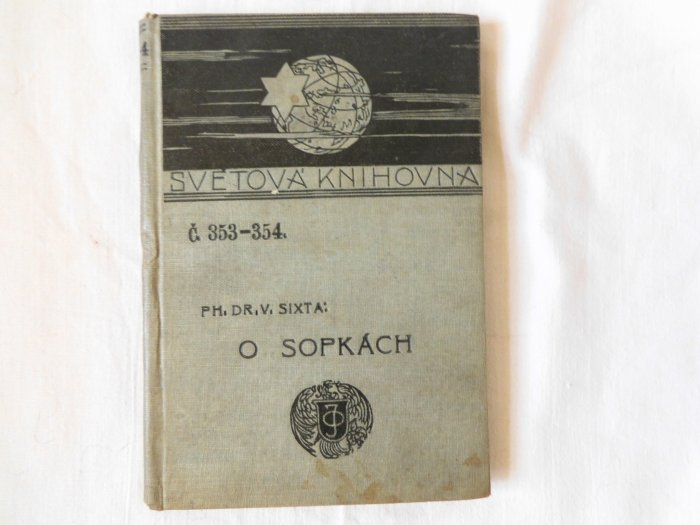 SVĚTOVÁ KNIHOVNA
Č. 353-354.
PH. DR. V. SIXTA:
O SOPKÁCH